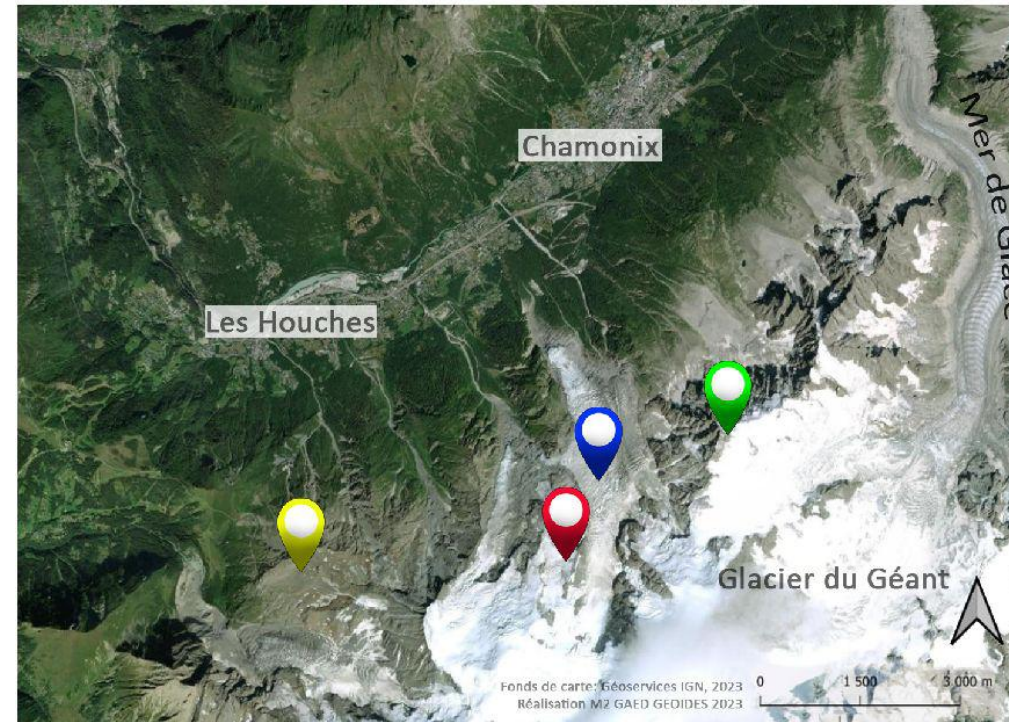 Chamonix
Mer de Glace
Les Houches
Glacier du Géant
Fonds de carte: Géoservices IGN, 2023
Réalisation M2 GAED GEOIDES 2023
0 1 500 3 000 m